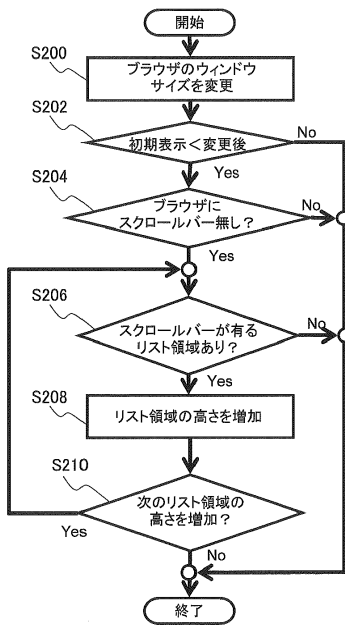 開始
S200
ブラウザのウィンドウ
サイズを変更
S202
初期表示<変更後
No
Yes
S204
ブラウザに
スクロールバー無し?
No
Yes
S206
スクロールバーが有る
リスト領域あり?
No
Yes
S208
リスト領域の高さを増加
S210
次のリスト領域の
高さを増加?
Yes
No
終了